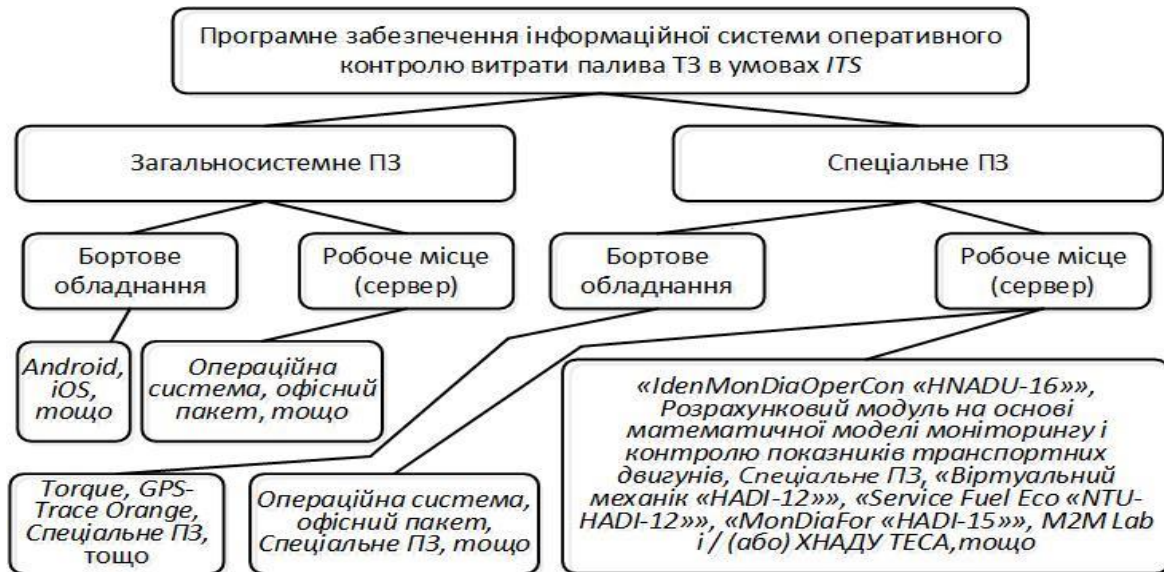 Програмне забезпечення інформаційної системи оперативного
контролю витрати палива ТЗ в умовах ITS
Загальносистемне ПЗ
Спеціальне ПЗ
Бортове
обладнання
Робоче місце
(сервер)
Бортове
обладнання
Робоче місце
(сервер)
Android,
iOS,
тощо
Операційна
система, офісний
пакет, тощо
«IdenMonDiaOperCon «HNADU-16»»,
Розрахунковий модуль на основі
математичної моделі моніторингу і
контролю показників транспортних
двигунів, Спеціальне ПЗ, «Віртуальний
механік «HADI-12»», «Service Fuel Eco «NTU-
HADI-12»», «MonDiaFor «HADI-15»», M2M Lab
і / (або) ХНАДУ ТЕСА,тощо
Torque, GPS-
Trace Orange,
Спеціальне ПЗ,
тощо
Операційна система,
офісний пакет,
Спеціальне ПЗ, тощо